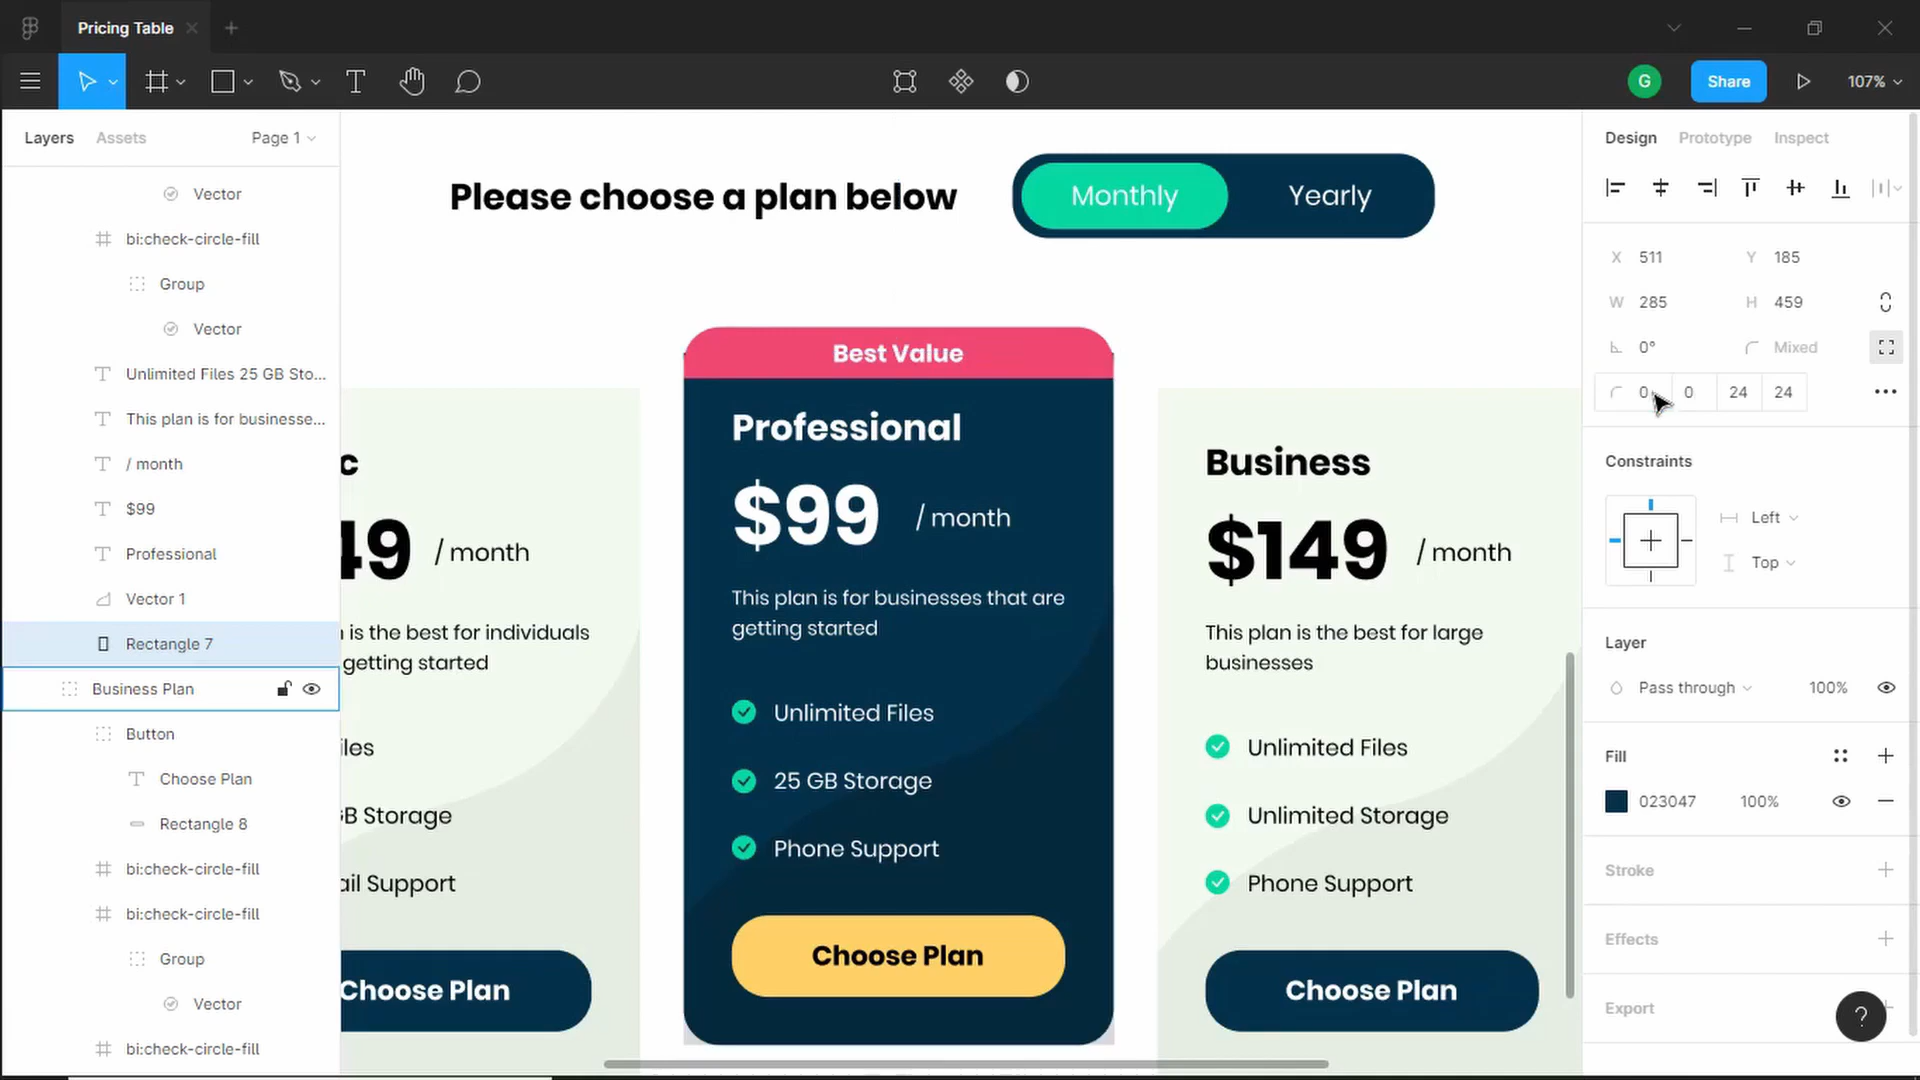 Pricing Table
G
Share
107%
Layers
Assets
Page 1
Vector
bi:check-circle-fill
Group
Vector
Unlimited Files 25 GB Sto...
This plan is for businesse...
/ month
$99
Professional
Vector 1
Rectangle 7
Business Plan
Button
Choose Plan
Rectangle 8
bi:check-circle-fill
bi:check-circle-fill
Group
Vector
bi:check-circle-fill
Please choose a plan below
Monthly
Yearly
c
49
/ month
is the best for individuals
getting started
iles
GB Storage
ail Support
Choose Plan
Best Value
Professional
$99
/ month
This plan is for businesses that are
getting started
Unlimited Files
25 GB Storage
Phone Support
Choose Plan
Business
$149
/ month
This plan is the best for large
businesses
Unlimited Files
Unlimited Storage
Phone Support
Choose Plan
Design
Prototype
Inspect
X 511
Y 185
W 285
H 459
0°
Mixed
0 0 24 24
Constraints
Left
Top
Layer
Pass through
100%
Fill
023047
100%
Stroke
Effects
Export
?